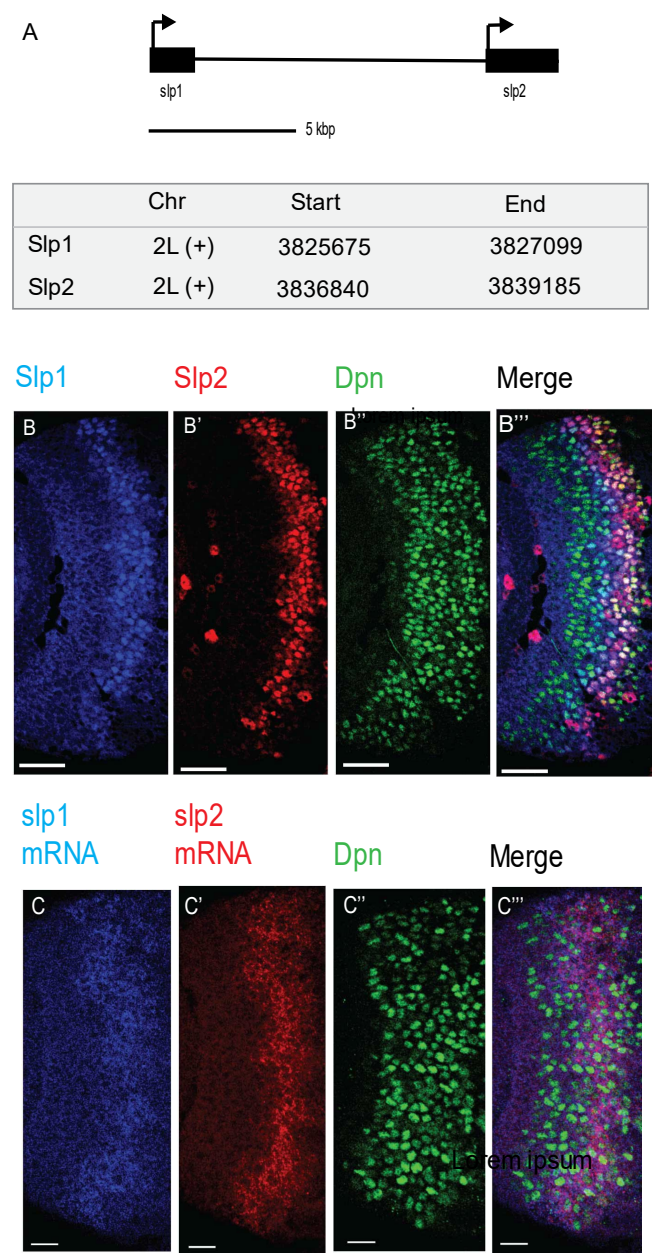 A
slp1 slp2
5 kbp
Chr Start End
Slp1 2L (+) 3825675 3827099
Slp2 2L (+) 3836840 3839185
Slp1 Slp2 Dpn Merge
B B' B'' B'''
slp1 slp2
mRNA mRNA Dpn Merge
C C' C'' C'''
Lorem ipsum